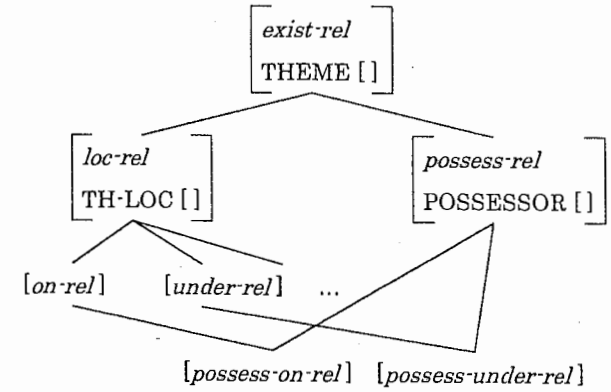 exist-rel
THEME [ ]
loc-rel
TH-LOC [ ]
possess-rel
POSSESSOR [ ]
[on-rel]
[under-rel]
...
[possess-on-rel]
[possess-under-rel]